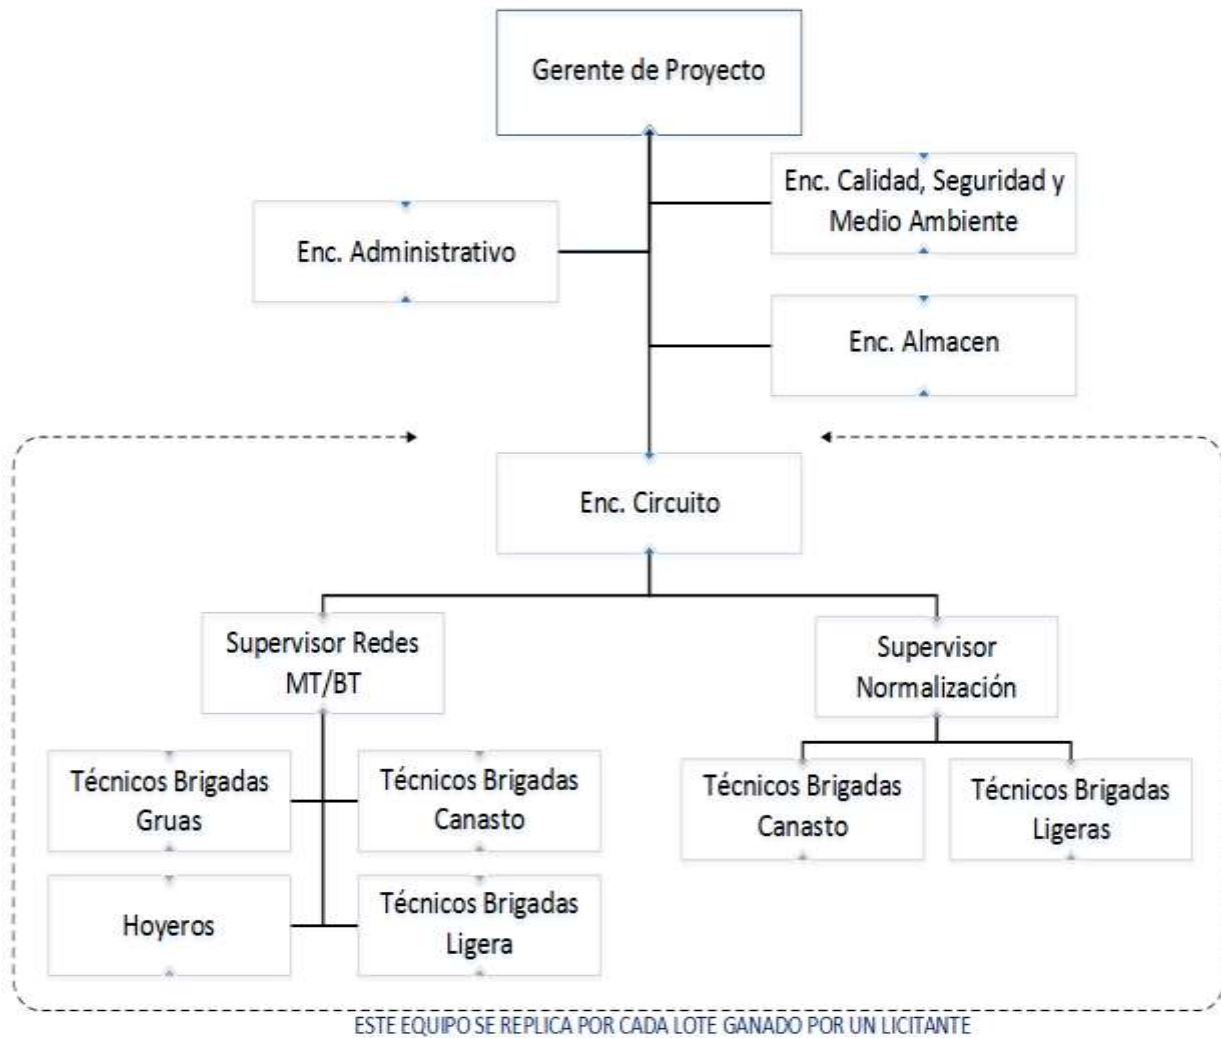 Gerente de Proyecto
Enc. Calidad, Seguridad y
Medio Ambiente
Enc. Administrativo
Enc. Almacen
Enc. Circuito
Supervisor Redes
MT/BT
Supervisor
Normalización
Técnicos Brigadas
Gruas
Técnicos Brigadas
Canasto
Técnicos Brigadas
Canasto
Técnicos Brigadas
Ligeras
Hoyeros
Técnicos Brigadas
Ligera
ESTE EQUIPO SE REPLICA POR CADA LOTE GANADO POR UN LICITANTE